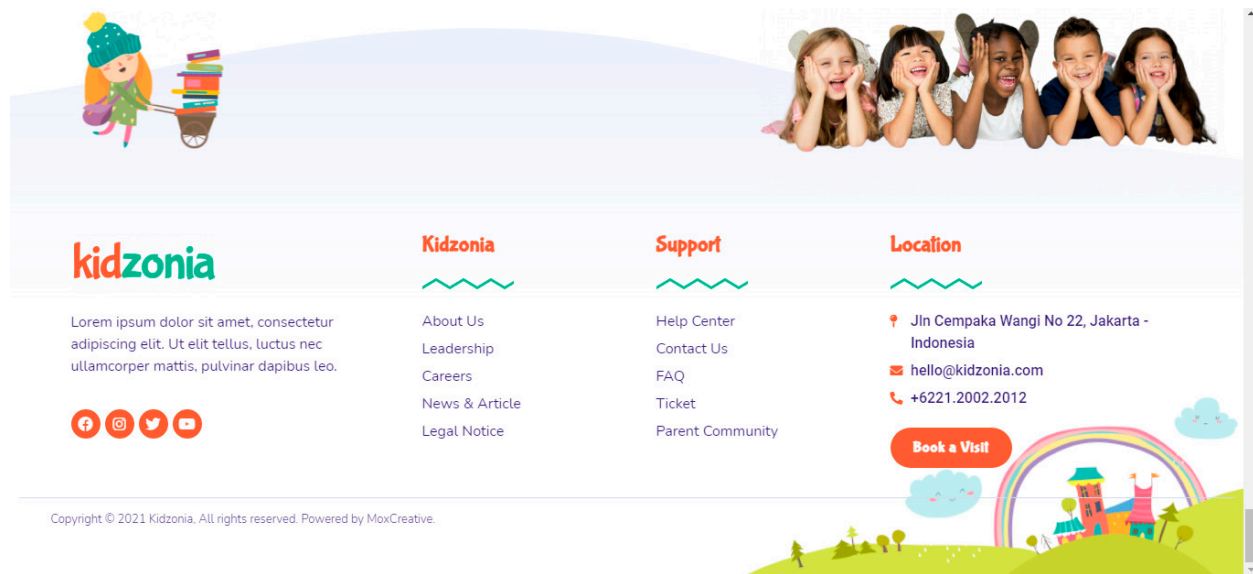 kidzonia
Lorem ipsum dolor sit amet, consectetur
adipiscing elit. Ut elit tellus, luctus nec
ullamcorper mattis, pulvinar dapibus leo.
Kidzonia
About Us
Leadership
Careers
News & Article
Legal Notice
Support
Help Center
Contact Us
FAQ
Ticket
Parent Community
Location
Jln Cempaka Wangi No 22, Jakarta -
Indonesia
hello@kidzonia.com
+6221.2002.2012
Book a Visit
Copyright © 2021 Kidzonia, All rights reserved. Powered by MoxCreative.